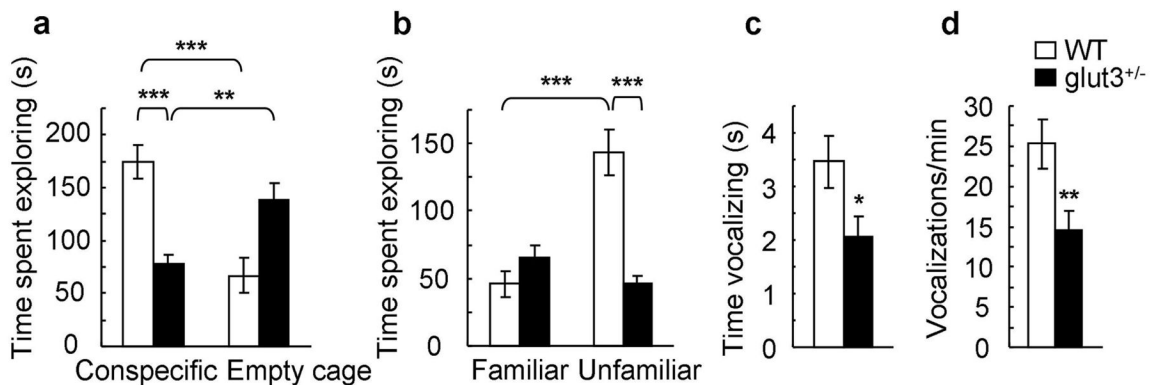 a
Time spent exploring (s)
200
150
100
50
0
***
***
**
Conspecific Empty cage
b
Time spent exploring (s)
150
100
50
0
***
***
Familiar Unfamiliar
c
Time vocalizing (s)
4
3
2
1
0
*
d
Vocalizations/min
30
25
20
15
10
5
0
**
WT
glut3+/-